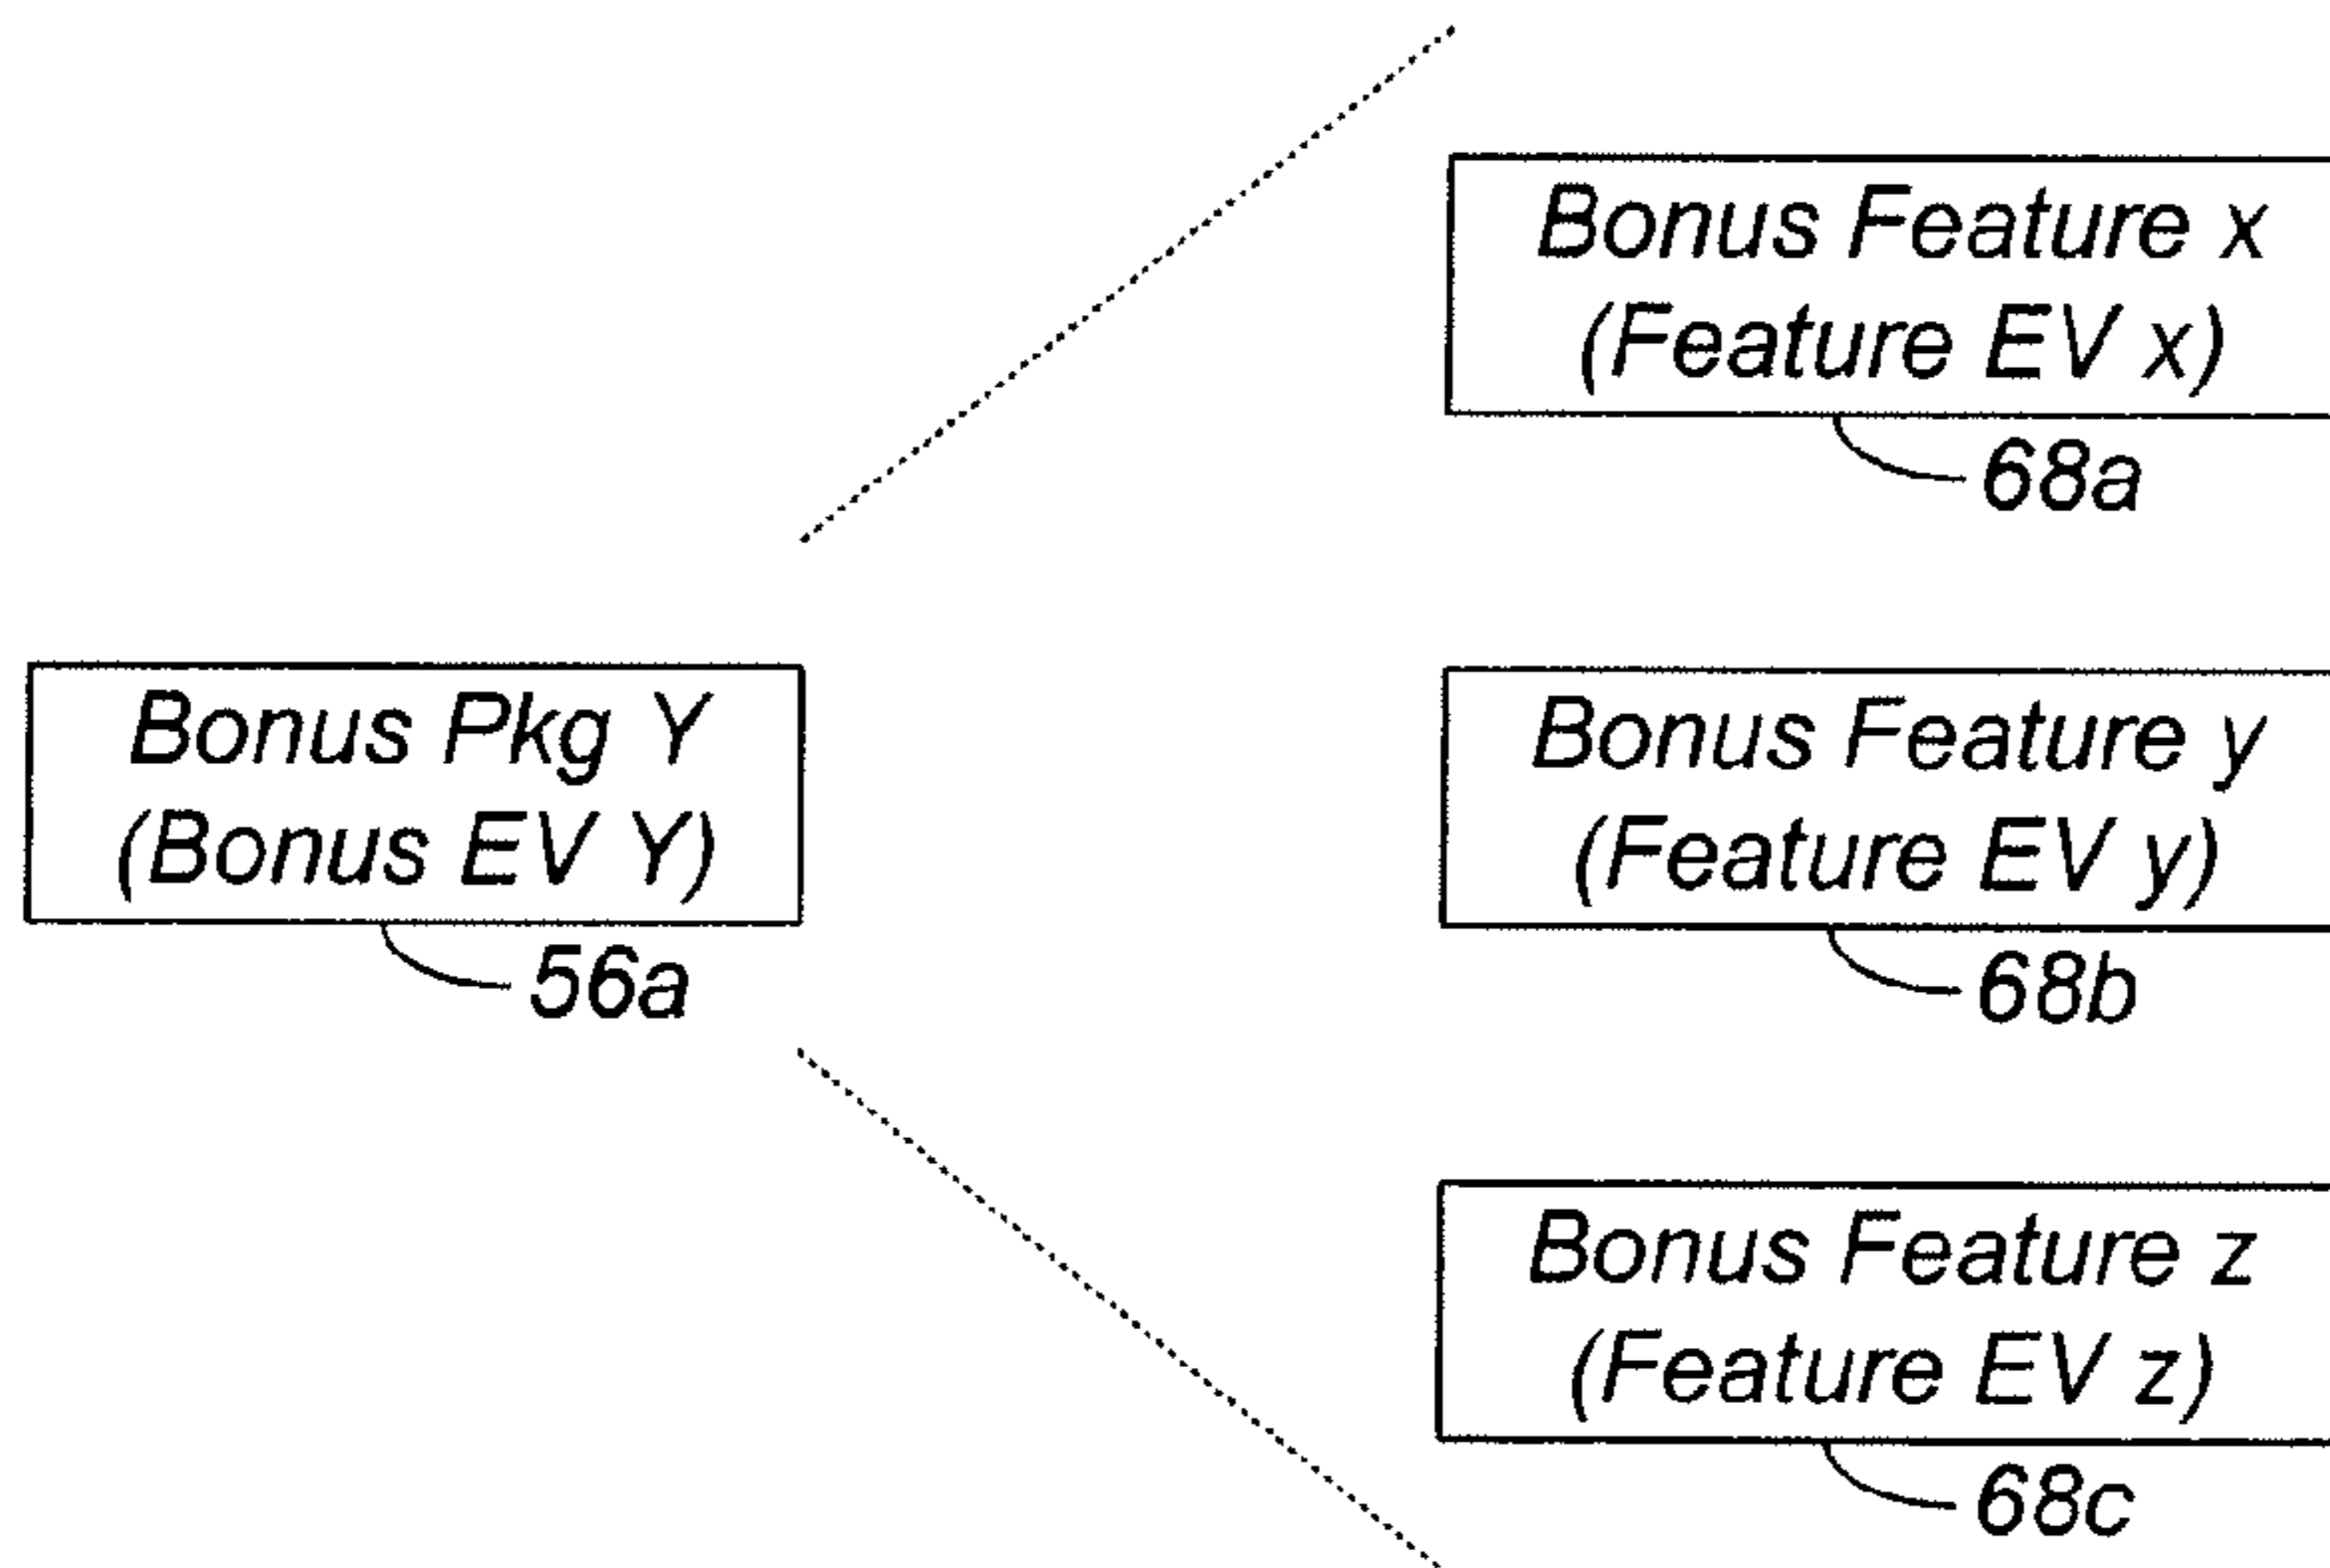 Bonus Feature x
(Feature EV x)
68a
Bonus Pkg Y
(Bonus EV Y)
56a
Bonus Feature y
(Feature EV y)
68b
Bonus Feature z
(Feature EV z)
68c